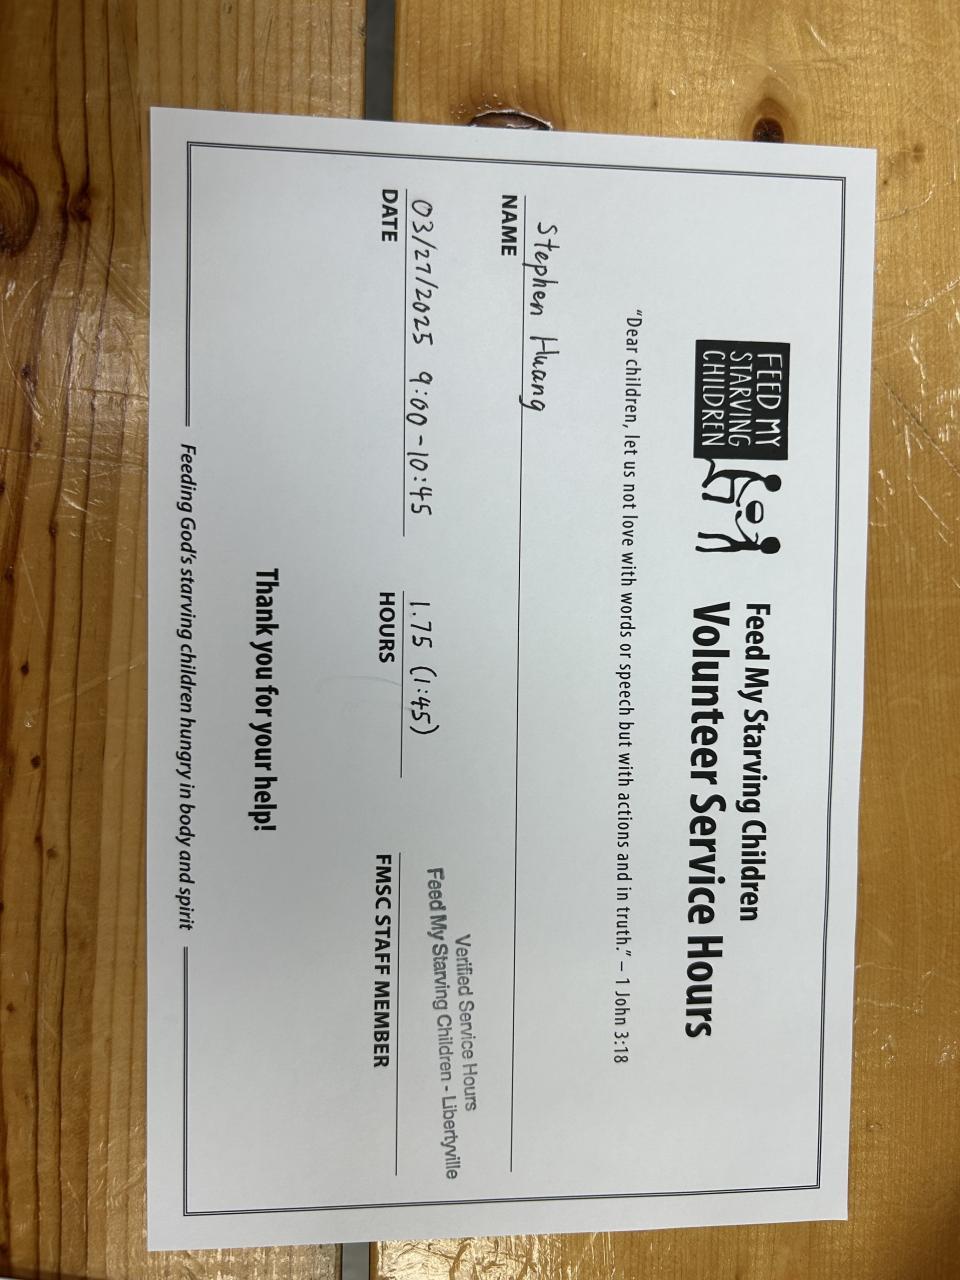 FEED MY
STARVING
CHILDREN
Feed My Starving Children
Volunteer Service Hours
“Dear children, let us not love with words or speech but with actions and in truth.” – 1 John 3:18
Stephen Huang
NAME
03/27/2025 9:00-10:45
DATE
1.75 (1:45)
HOURS
Verified Service Hours
Feed My Starving Children - Libertyville
FMSC STAFF MEMBER
Thank you for your help!
Feeding God's starving children hungry in body and spirit